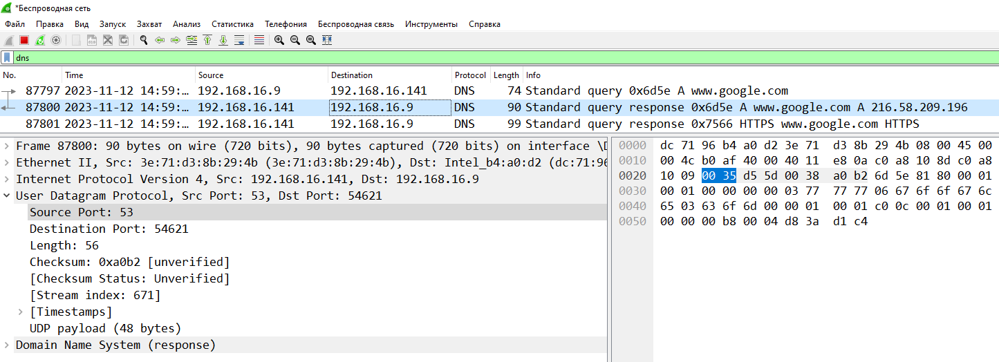 *Беспроводная сеть
Файл Правка Вид Запуск Захват Анализ Статистика Телефония Беспроводная связь Инструменты Справка
dns
No. Time Source Destination Protocol Length Info
87797 2023-11-12 14:59:… 192.168.16.9 192.168.16.141 DNS 74 Standard query 0x6d5e A www.google.com
87800 2023-11-12 14:59:… 192.168.16.141 192.168.16.9 DNS 90 Standard query response 0x6d5e A www.google.com A 216.58.209.196
87801 2023-11-12 14:59:… 192.168.16.141 192.168.16.9 DNS 99 Standard query response 0x7566 HTTPS www.google.com HTTPS
Frame 87800: 90 bytes on wire (720 bits), 90 bytes captured (720 bits) on interface \D
Ethernet II, Src: 3e:71:d3:8b:29:4b (3e:71:d3:8b:29:4b), Dst: Intel_b4:a0:d2 (dc:71:96
Internet Protocol Version 4, Src: 192.168.16.141, Dst: 192.168.16.9
User Datagram Protocol, Src Port: 53, Dst Port: 54621
Source Port: 53
Destination Port: 54621
Length: 56
Checksum: 0xa0b2 [unverified]
[Checksum Status: Unverified]
[Stream index: 671]
[Timestamps]
UDP payload (48 bytes)
Domain Name System (response)
0000 dc 71 96 b4 a0 d2 3e 71 d3 8b 29 4b 08 00 45 00
0010 00 4c b0 af 40 00 40 11 e8 0a c0 a8 10 8d c0 a8
0020 10 09 00 35 d5 5d 00 38 a0 b2 6d 5e 81 80 00 01
0030 00 01 00 00 00 00 03 77 77 77 06 67 6f 6f 67 6c
0040 65 03 63 6f 6d 00 00 01 00 01 c0 0c 00 01 00 01
0050 00 00 00 b8 00 04 d8 3a d1 c4